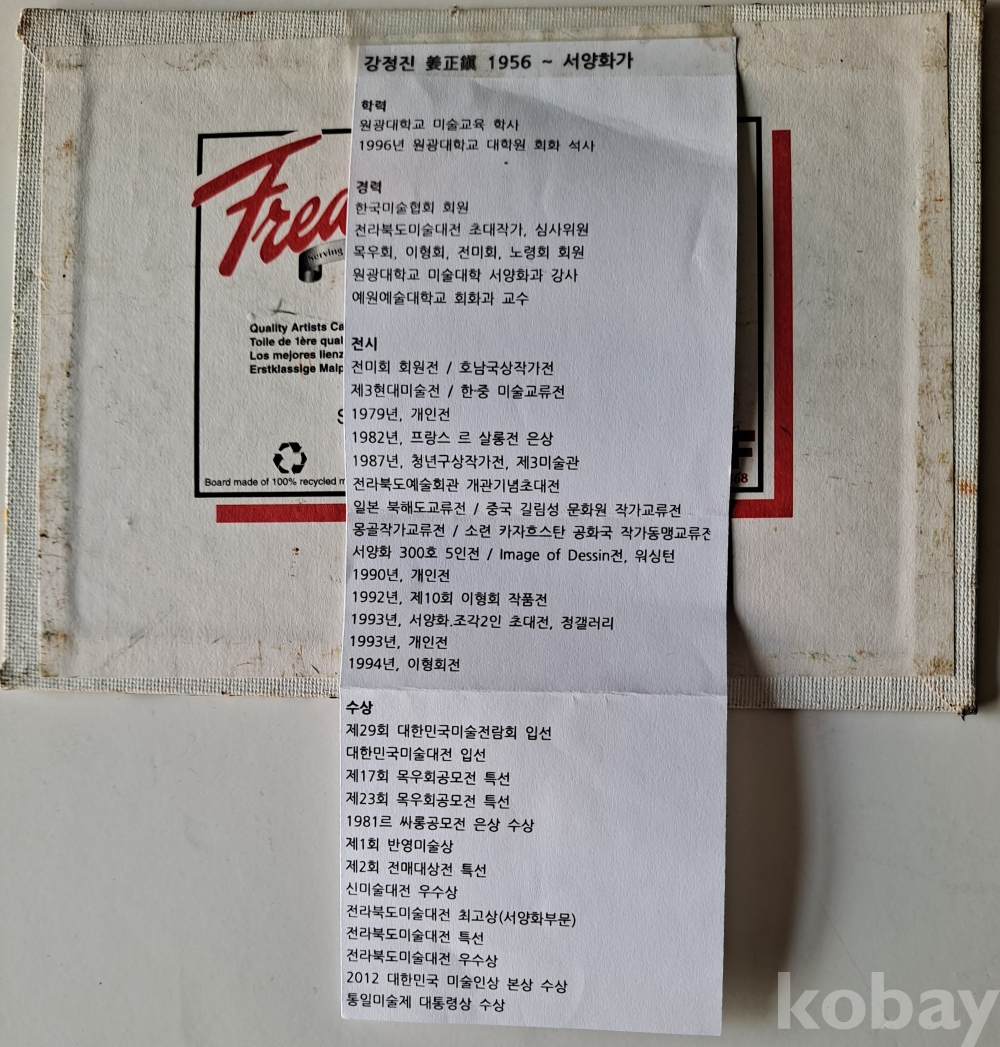 강정진 姜正鎭 1956 ~ 서양화가
학력
원광대학교 미술교육 학사
1996년 원광대학교 대학원 회화 석사
경력
한국미술협회 회원
전라북도미술대전 초대작가, 심사위원
목우회, 이형회, 전미회, 노령회 회원
원광대학교 미술대학 서양화과 강사
예원예술대학교 회화과 교수
전시
전미회 회원전 / 호남국상작가전
제3현대미술전 / 한·중 미술교류전
1979년, 개인전
1982년, 프랑스 르 살롱전 은상
1987년, 청년구상작가전, 제3미술관
전라북도예술회관 개관기념초대전
일본 북해도교류전 / 중국 길림성 문화원 작가교류전
몽골작가교류전 / 소련 카자흐스탄 공화국 작가동맹교류전
서양화 300호 5인전 / Image of Dessin전, 워싱턴
1990년, 개인전
1992년, 제10회 이형회 작품전
1993년, 서양화.조각2인 초대전, 정갤러리
1993년, 개인전
1994년, 이형회전
수상
제29회 대한민국미술전람회 입선
대한민국미술대전 입선
제17회 목우회공모전 특선
제23회 목우회공모전 특선
1981르 싸롱공모전 은상 수상
제1회 반영미술상
제2회 전매대상전 특선
신미술대전 우수상
전라북도미술대전 최고상(서양화부문)
전라북도미술대전 특선
전라북도미술대전 우수상
2012 대한민국 미술인상 본상 수상
통일미술제 대통령상 수상
Serving
Quality Artists
Toile de 1ère
Los mejores
Erstklassige
Board made of 100% recycled
68
kobay